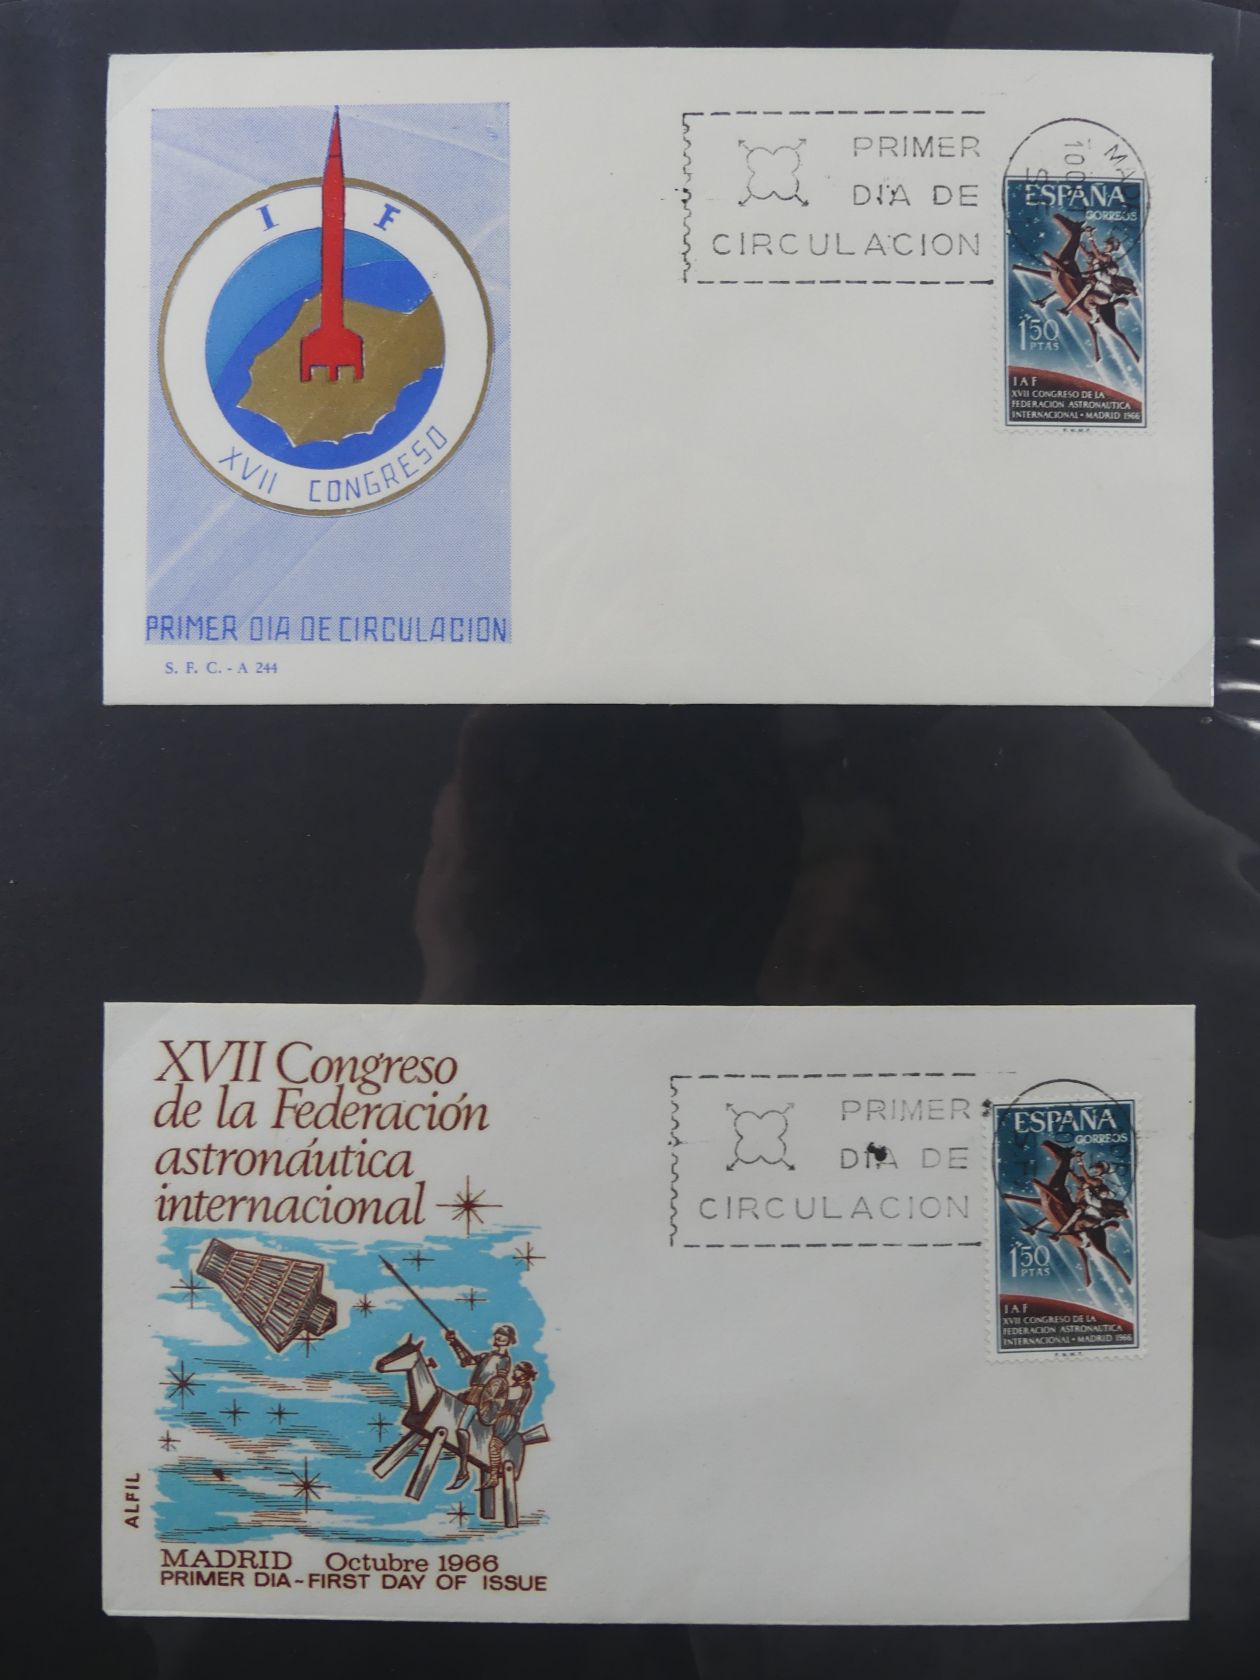 I F
XVII CONGRESO
PRIMER DIA DE CIRCULACION
S. F. C. - A 244
PRIMER
DIA DE
CIRCULACION
ESPAÑA
CORREOS
1'50
PTAS
I A F
XVII CONGRESO DE LA
FEDERACION ASTRONAUTICA
INTERNACIONAL • MADRID 1966
F.N.M.T.
XVII Congreso
de la Federación
astronáutica
internacional
ALFIL
MADRID Octubre 1966
PRIMER DIA - FIRST DAY OF ISSUE
PRIMER
DIA DE
CIRCULACION
ESPAÑA
CORREOS
1'50
PTAS
I A F
XVII CONGRESO DE LA
FEDERACION ASTRONAUTICA
INTERNACIONAL • MADRID 1966
F.N.M.T.